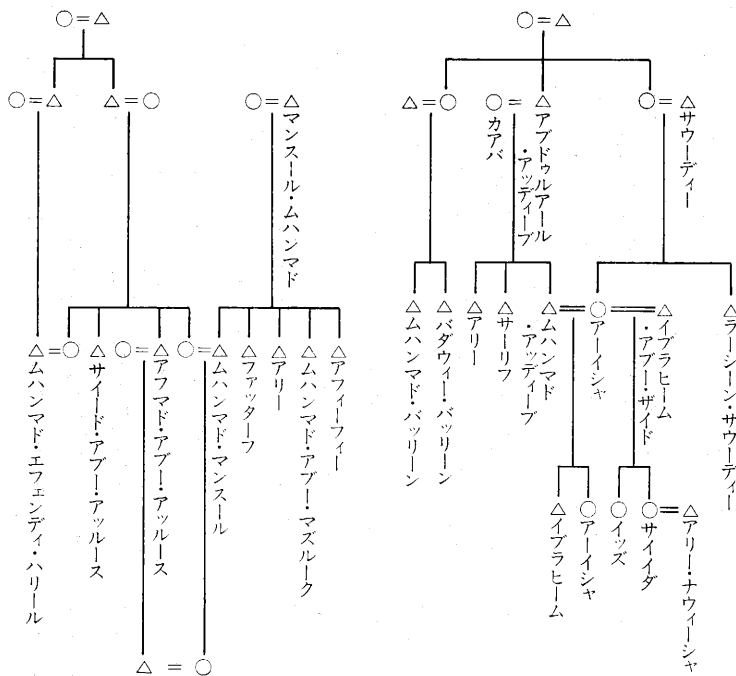 サウーディー
アブドゥルアール
・アッディーブ
カアバ
ラーシーン・サウーディー
イブラヒーム
・アブー・ザイド
アーイシャ
ムハンマド
・アッディーブ
サーリフ
アリー
バダウィー・バッリーン
ムハンマド・バッリーン
アリー・ナウィーシャ
サイイダ
イッズ
アーイシャ
イブラヒーム
マンスール・ムハンマド
アフィーフィー
ムハンマド・アブー・マズルーク
アリー
ファッターフ
ムハンマド・マンスール
アフマド・アブー・アッルース
サイード・アブー・アッルース
ムハンマド・エフェンディ・ハリール